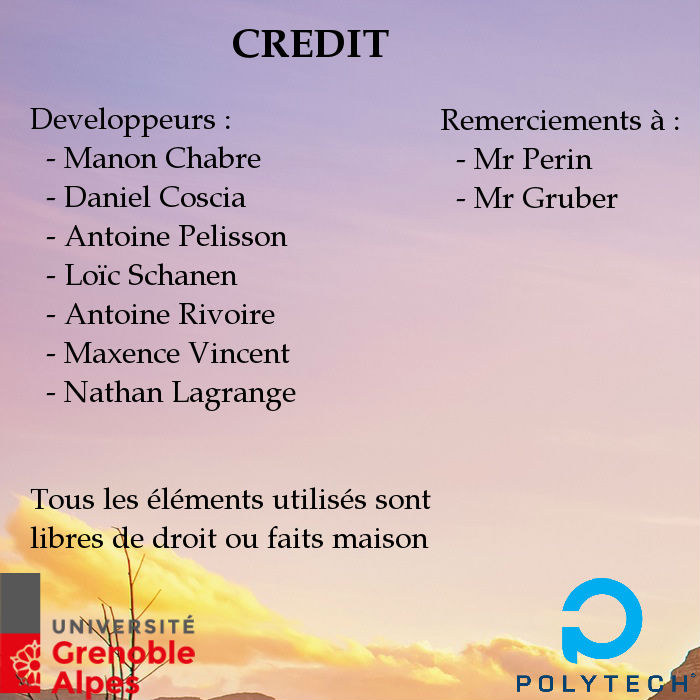 CREDIT
Developpeurs :
- Manon Chabre
- Daniel Coscia
- Antoine Pelisson
- Loïc Schanen
- Antoine Rivoire
- Maxence Vincent
- Nathan Lagrange
Remerciements à :
- Mr Perin
- Mr Gruber
Tous les éléments utilisés sont
libres de droit ou faits maison
UNIVERSITÉ
Grenoble
Alpes
POLYTECH®